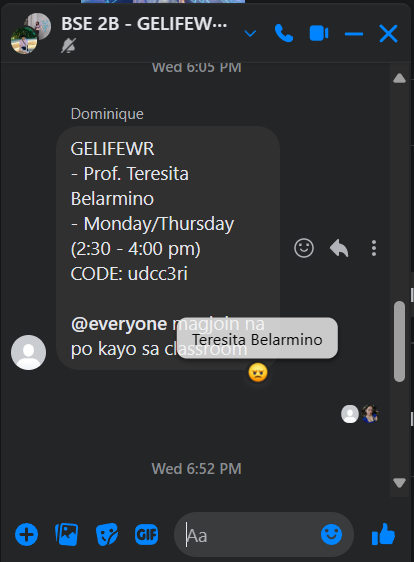 BSE 2B - GELIFEW...
Wed 6:05 PM
Dominique
GELIFEWR
- Prof. Teresita
Belarmino
- Monday/Thursday
(2:30 - 4:00 pm)
CODE: udcc3ri
@everyone magjoin na
po kayo sa classroom
Teresita Belarmino
Wed 6:52 PM
GIF
Aa